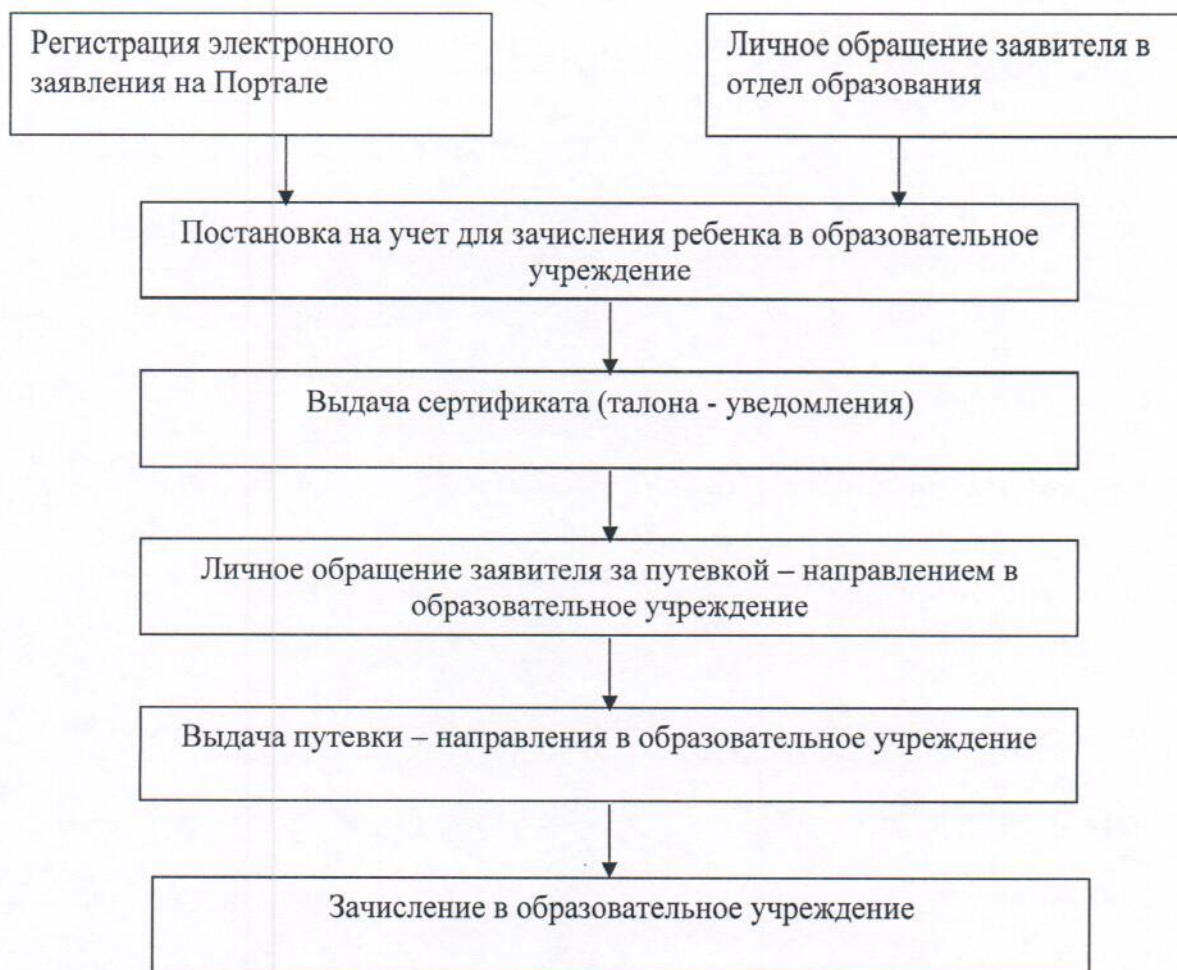 Регистрация электронного
заявления на Портале
Личное обращение заявителя в
отдел образования
Постановка на учет для зачисления ребенка в образовательное
учреждение
Выдача сертификата (талона - уведомления)
Личное обращение заявителя за путевкой – направлением в
образовательное учреждение
Выдача путевки – направления в образовательное учреждение
Зачисление в образовательное учреждение